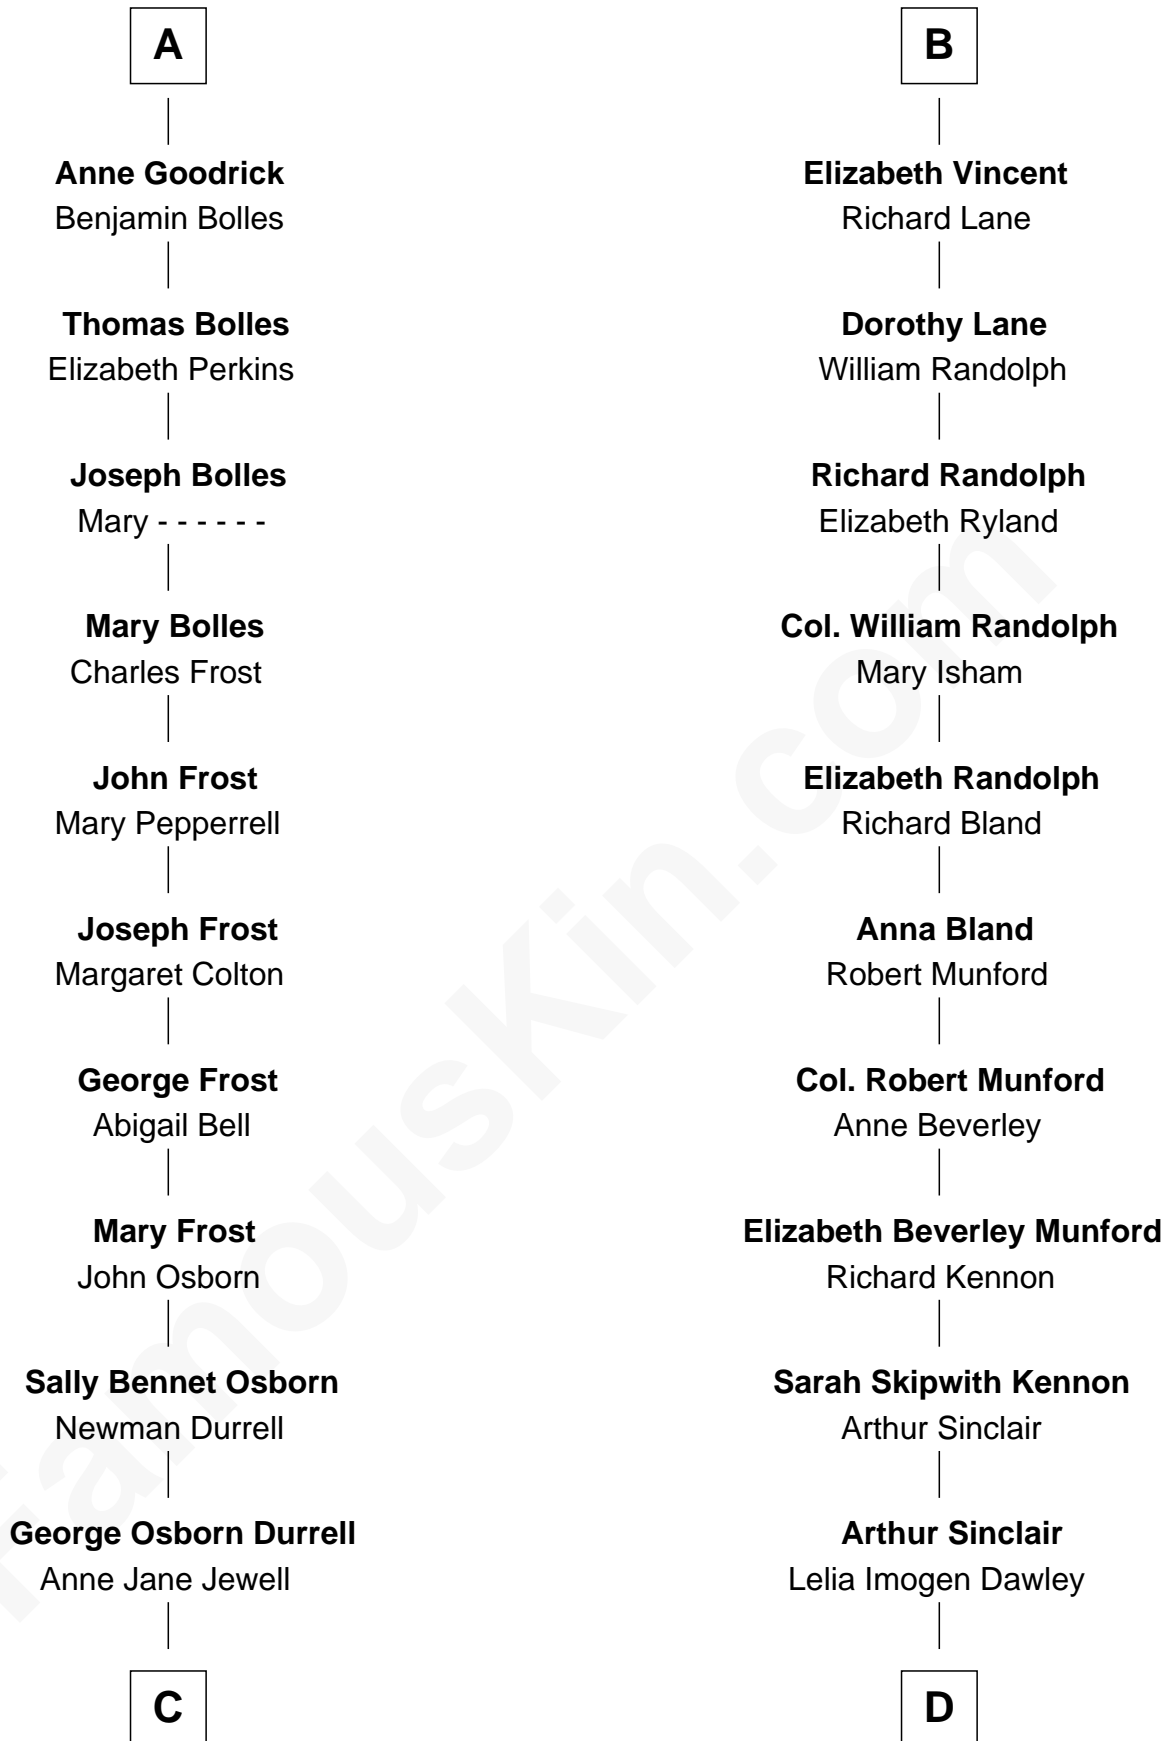 A
Anne Goodrick
Benjamin Bolles
Thomas Bolles
Elizabeth Perkins
Joseph Bolles
Mary - - - - - -
Mary Bolles
Charles Frost
John Frost
Mary Pepperrell
Joseph Frost
Margaret Colton
George Frost
Abigail Bell
Mary Frost
John Osborn
Sally Bennet Osborn
Newman Durrell
George Osborn Durrell
Anne Jane Jewell
C
B
Elizabeth Vincent
Richard Lane
Dorothy Lane
William Randolph
Richard Randolph
Elizabeth Ryland
Col. William Randolph
Mary Isham
Elizabeth Randolph
Richard Bland
Anna Bland
Robert Munford
Col. Robert Munford
Anne Beverley
Elizabeth Beverley Munford
Richard Kennon
Sarah Skipwith Kennon
Arthur Sinclair
Arthur Sinclair
Lelia Imogen Dawley
D
FamousKin.com